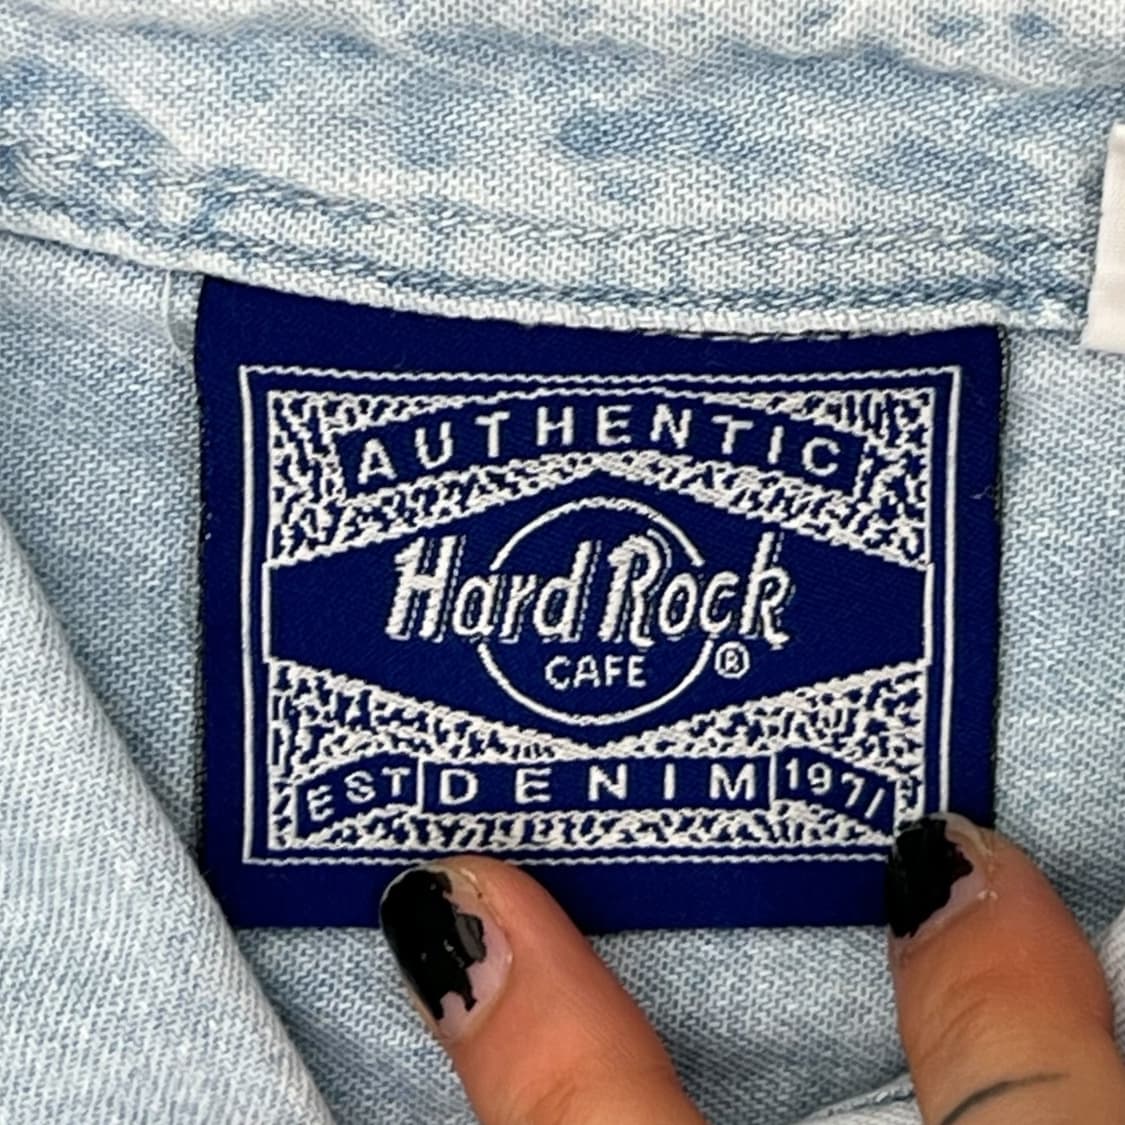 AUTHENTIC
Hard Rock
CAFE ®
EST DENIM 1971